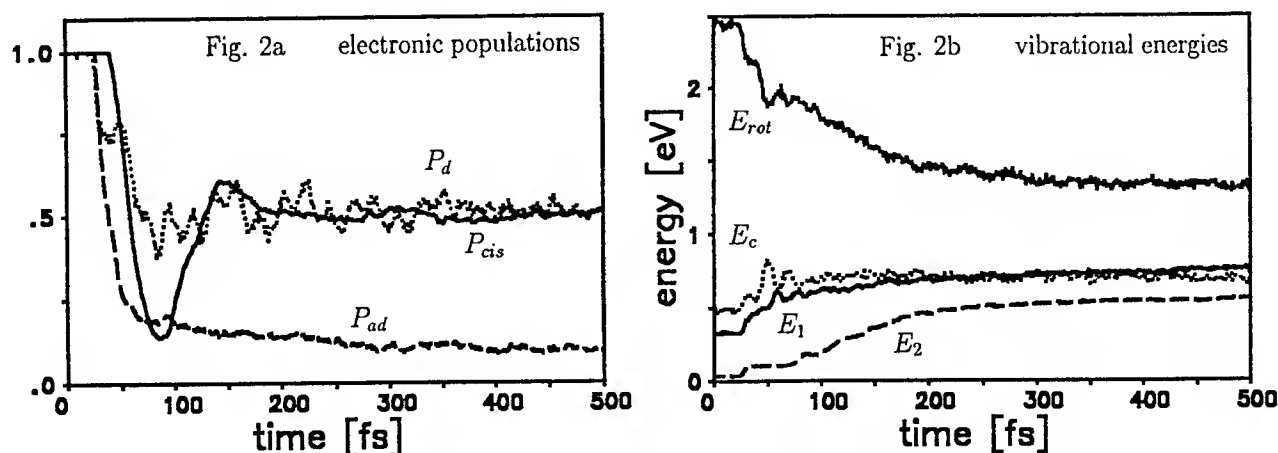 Fig. 2a electronic populations
1.0
.5
.0
P_d
P_cis
P_ad
0 100 200 300 400 500
time [fs]
Fig. 2b vibrational energies
energy [eV]
2
1
0
E_rot
E_c
E_1
E_2
0 100 200 300 400 500
time [fs]